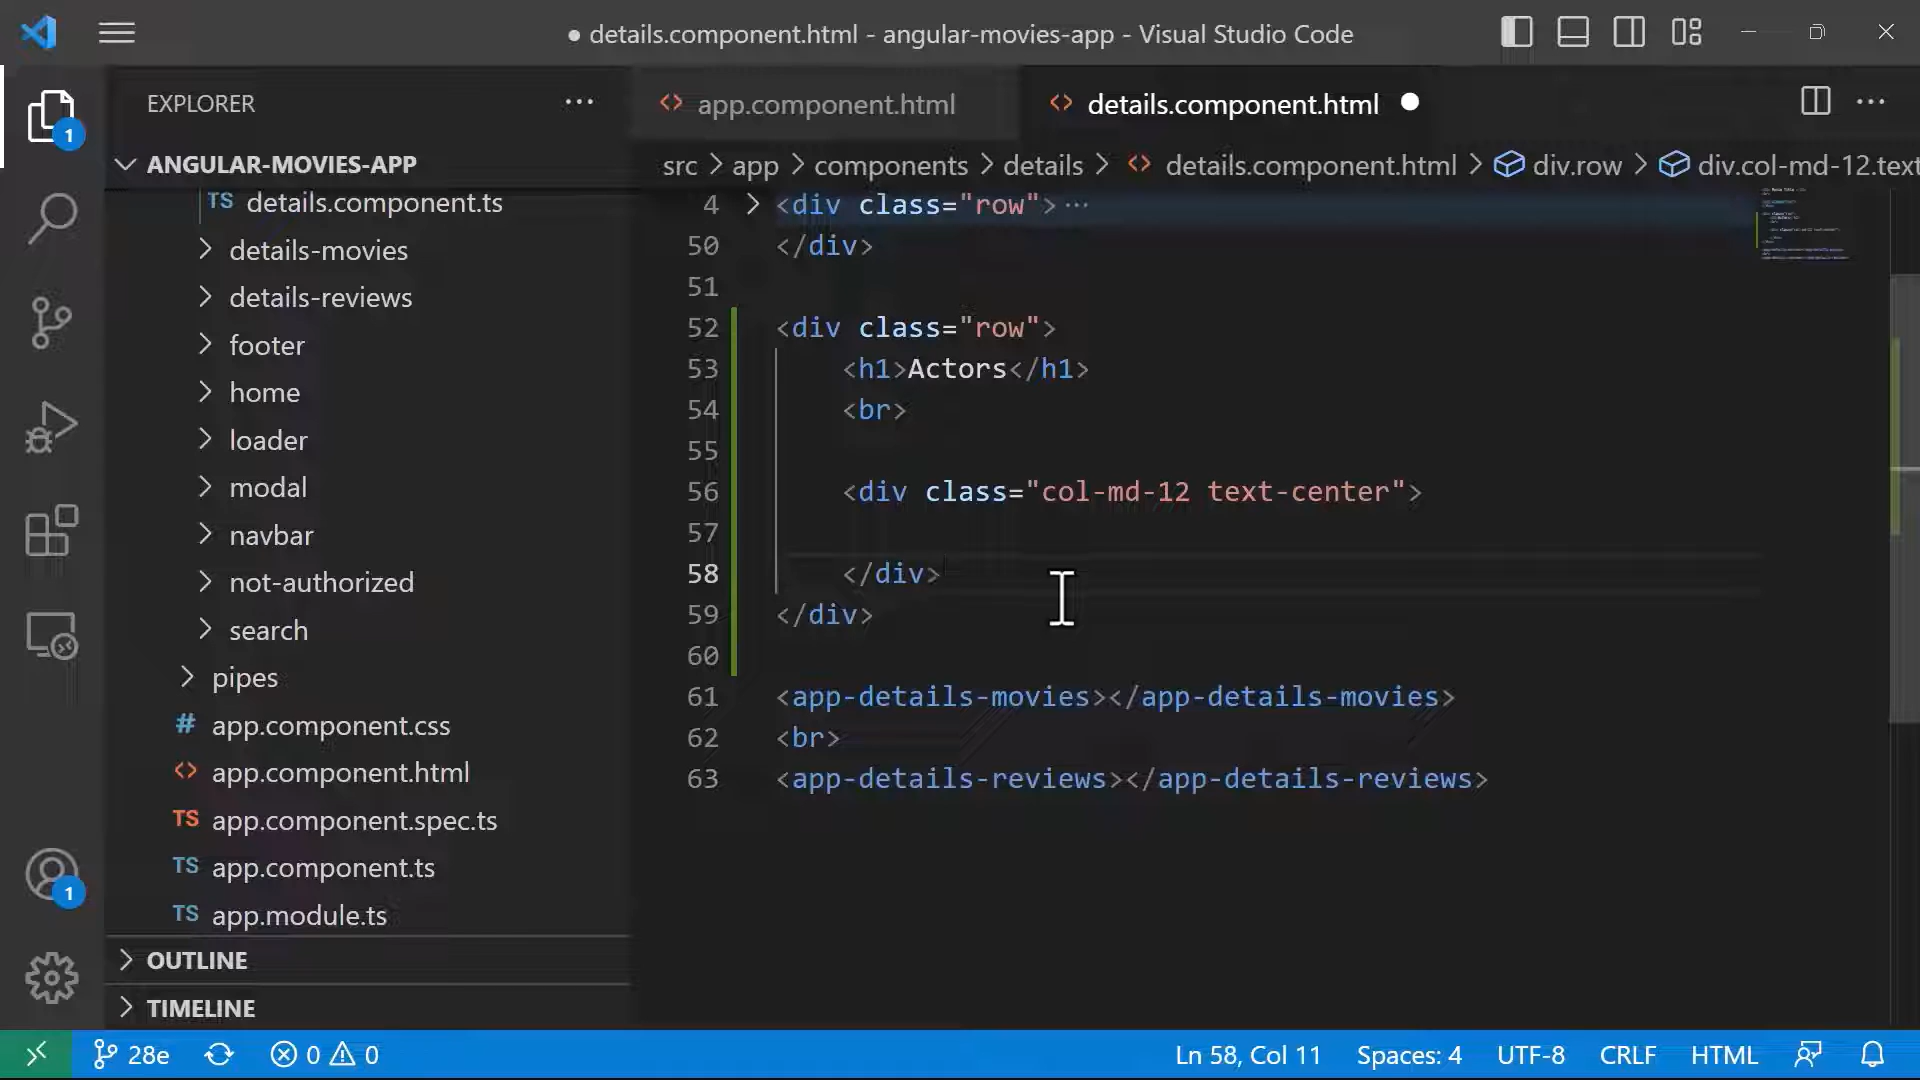 ● details.component.html - angular-movies-app - Visual Studio Code
EXPLORER
ANGULAR-MOVIES-APP
TS details.component.ts
details-movies
details-reviews
footer
home
loader
modal
navbar
not-authorized
search
pipes
# app.component.css
<> app.component.html
TS app.component.spec.ts
TS app.component.ts
TS app.module.ts
OUTLINE
TIMELINE
1
1
<> app.component.html
<> details.component.html ●
src > app > components > details > <> details.component.html > div.row > div.col-md-12.text
4 > <div class="row"> ···
50 </div>
51
52 <div class="row">
53 <h1>Actors</h1>
54 <br>
55
56 <div class="col-md-12 text-center">
57
58 </div>
59 </div>
60
61 <app-details-movies></app-details-movies>
62 <br>
63 <app-details-reviews></app-details-reviews>
28e
0
0
Ln 58, Col 11
Spaces: 4
UTF-8
CRLF
HTML